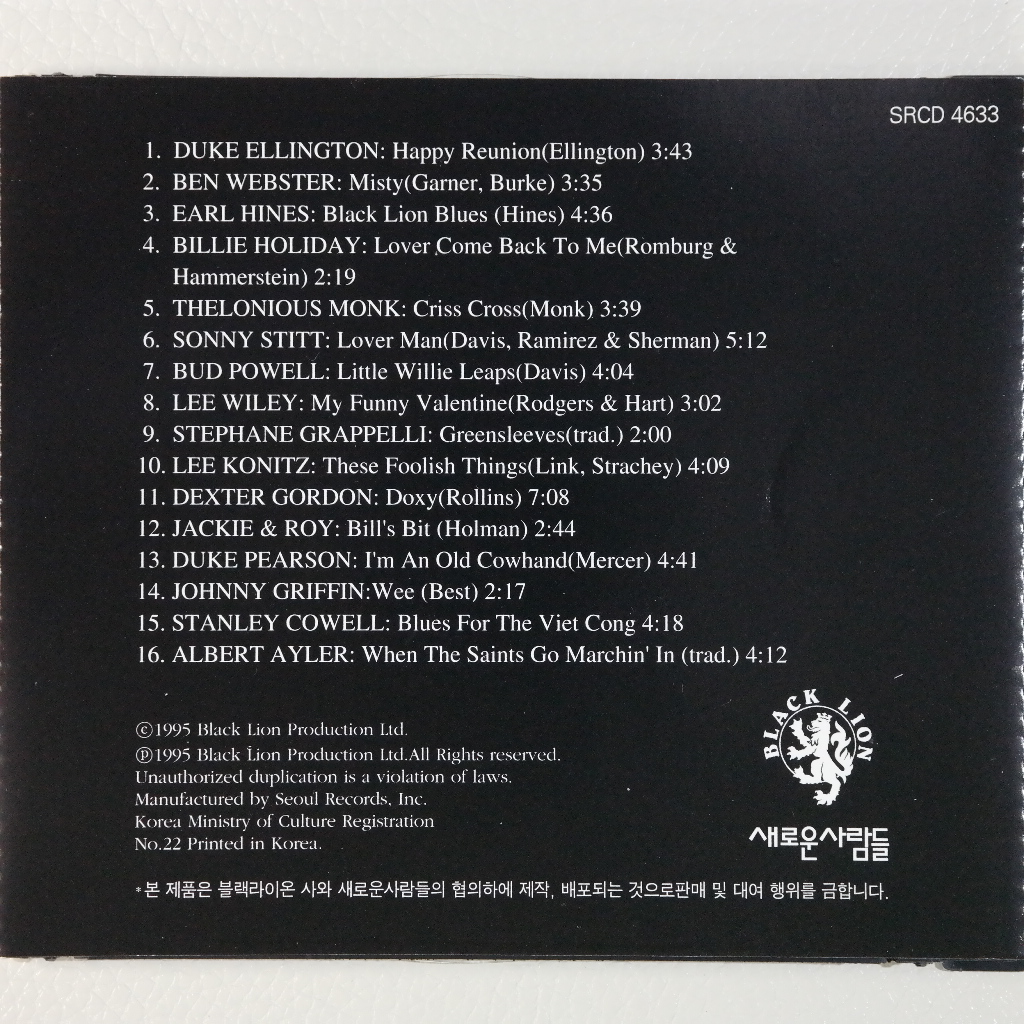 SRCD 4633
1. DUKE ELLINGTON: Happy Reunion(Ellington) 3:43
2. BEN WEBSTER: Misty(Garner, Burke) 3:35
3. EARL HINES: Black Lion Blues (Hines) 4:36
4. BILLIE HOLIDAY: Lover Come Back To Me(Romburg &
Hammerstein) 2:19
5. THELONIOUS MONK: Criss Cross(Monk) 3:39
6. SONNY STITT: Lover Man(Davis, Ramirez & Sherman) 5:12
7. BUD POWELL: Little Willie Leaps(Davis) 4:04
8. LEE WILEY: My Funny Valentine(Rodgers & Hart) 3:02
9. STEPHANE GRAPPELLI: Greensleeves(trad.) 2:00
10. LEE KONITZ: These Foolish Things(Link, Strachey) 4:09
11. DEXTER GORDON: Doxy(Rollins) 7:08
12. JACKIE & ROY: Bill's Bit (Holman) 2:44
13. DUKE PEARSON: I'm An Old Cowhand(Mercer) 4:41
14. JOHNNY GRIFFIN:Wee (Best) 2:17
15. STANLEY COWELL: Blues For The Viet Cong 4:18
16. ALBERT AYLER: When The Saints Go Marchin' In (trad.) 4:12
ⓒ1995 Black Lion Production Ltd.
ⓟ1995 Black Lion Production Ltd.All Rights reserved.
Unauthorized duplication is a violation of laws.
Manufactured by Seoul Records, Inc.
Korea Ministry of Culture Registration
No.22 Printed in Korea.
BLACK LION
새로운사람들
*본 제품은 블랙라이온 사와 새로운사람들의 협의하에 제작, 배포되는 것으로판매 및 대여 행위를 금합니다.